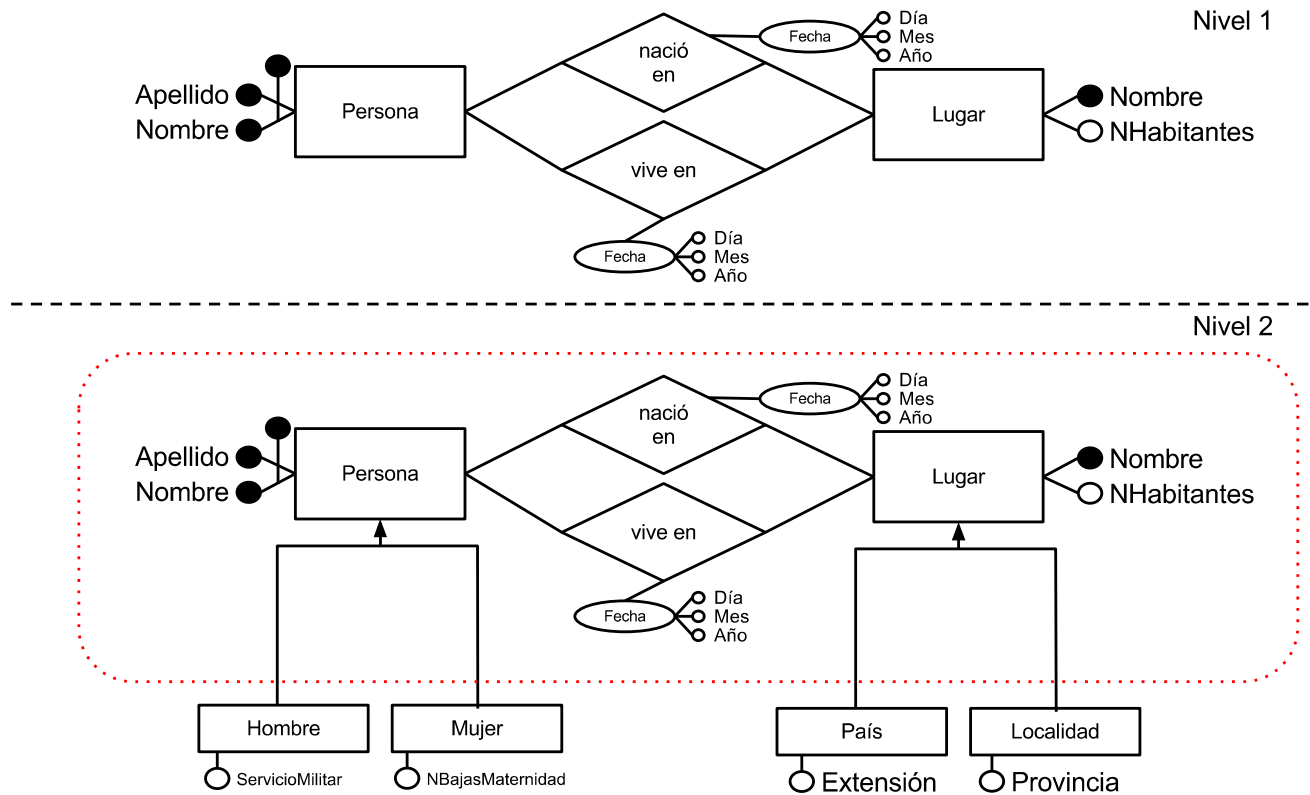 Nivel 1
Día
Fecha
Mes
Año
nació
en
Apellido
Nombre
Persona
Lugar
Nombre
NHabitantes
vive en
Día
Fecha
Mes
Año
Nivel 2
Día
Fecha
Mes
Año
nació
en
Apellido
Nombre
Persona
Lugar
Nombre
NHabitantes
vive en
Día
Fecha
Mes
Año
Hombre
Mujer
País
Localidad
ServicioMilitar
NBajasMaternidad
Extensión
Provincia